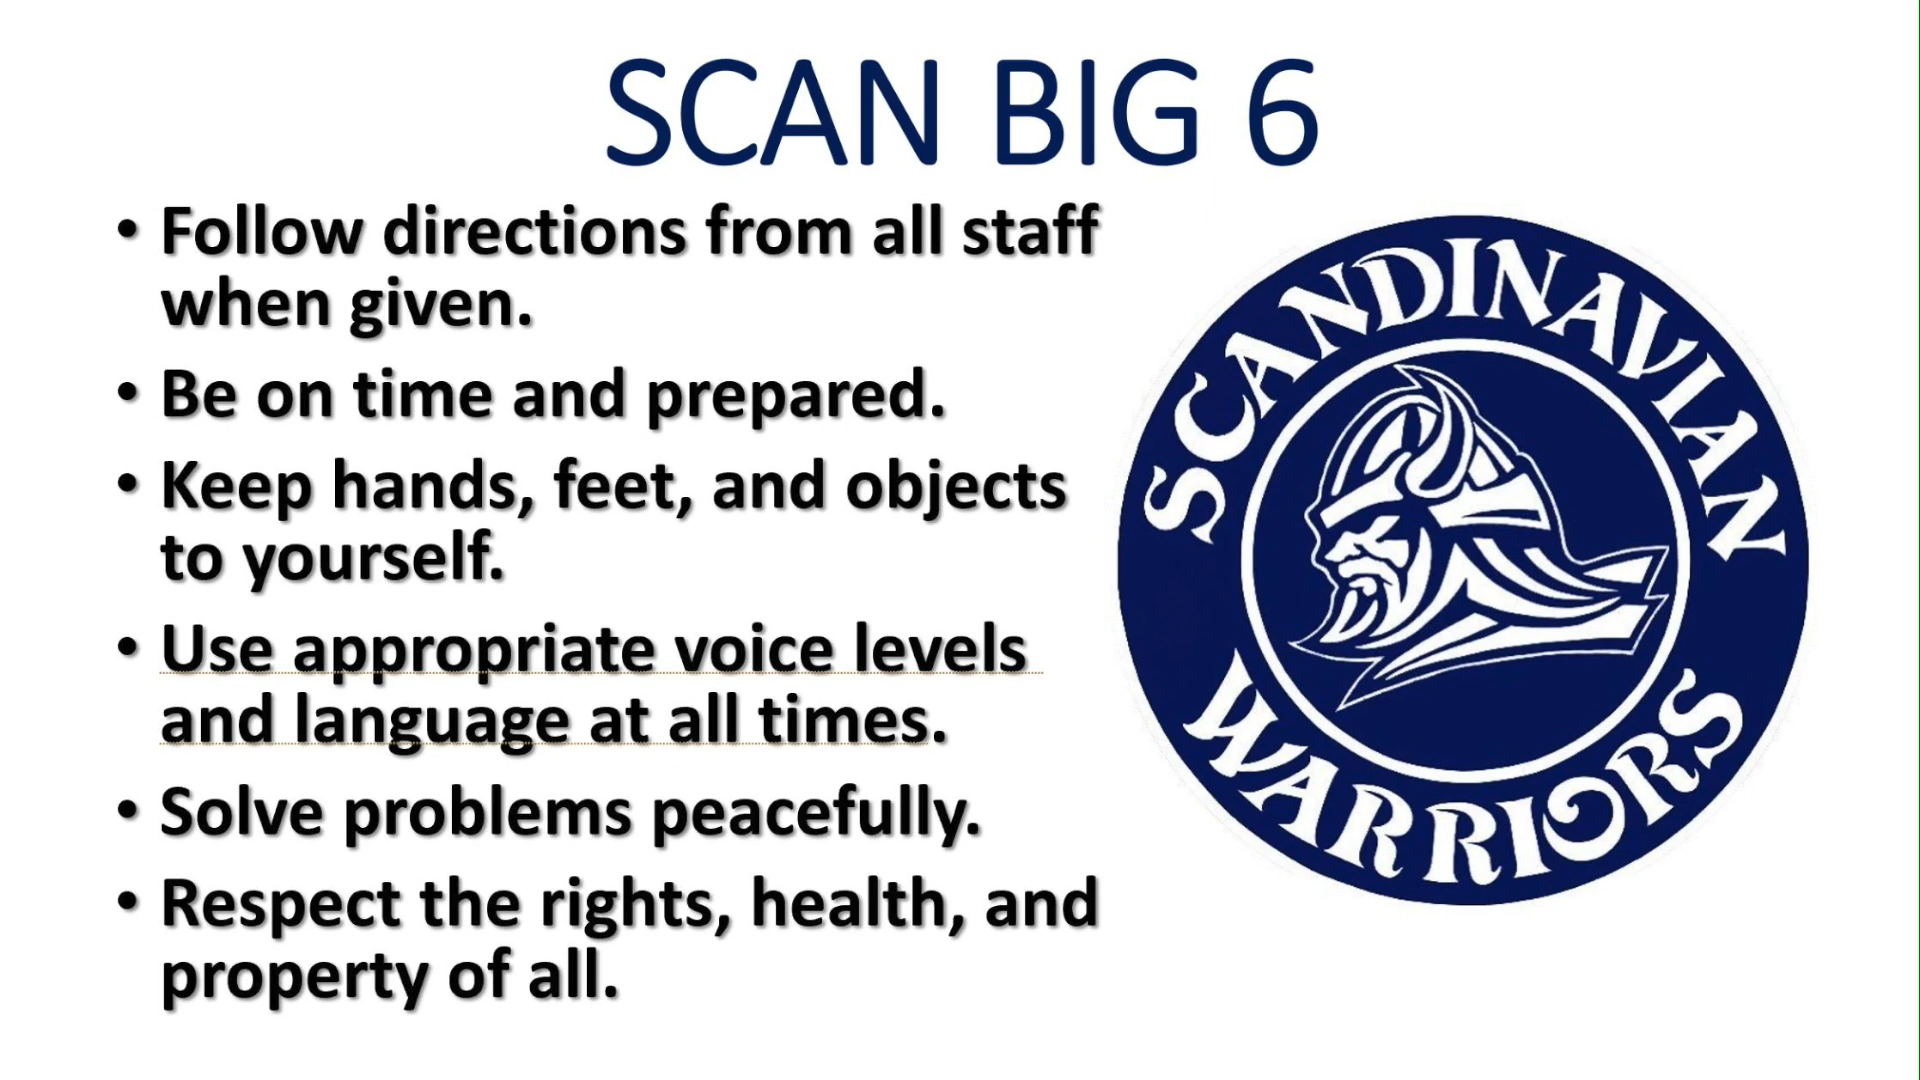 SCAN BIG 6
• Follow directions from all staff
when given.
• Be on time and prepared.
• Keep hands, feet, and objects
to yourself.
• Use appropriate voice levels
and language at all times.
• Solve problems peacefully.
• Respect the rights, health, and
property of all.
SCANDINAVIAN
WARRIORS